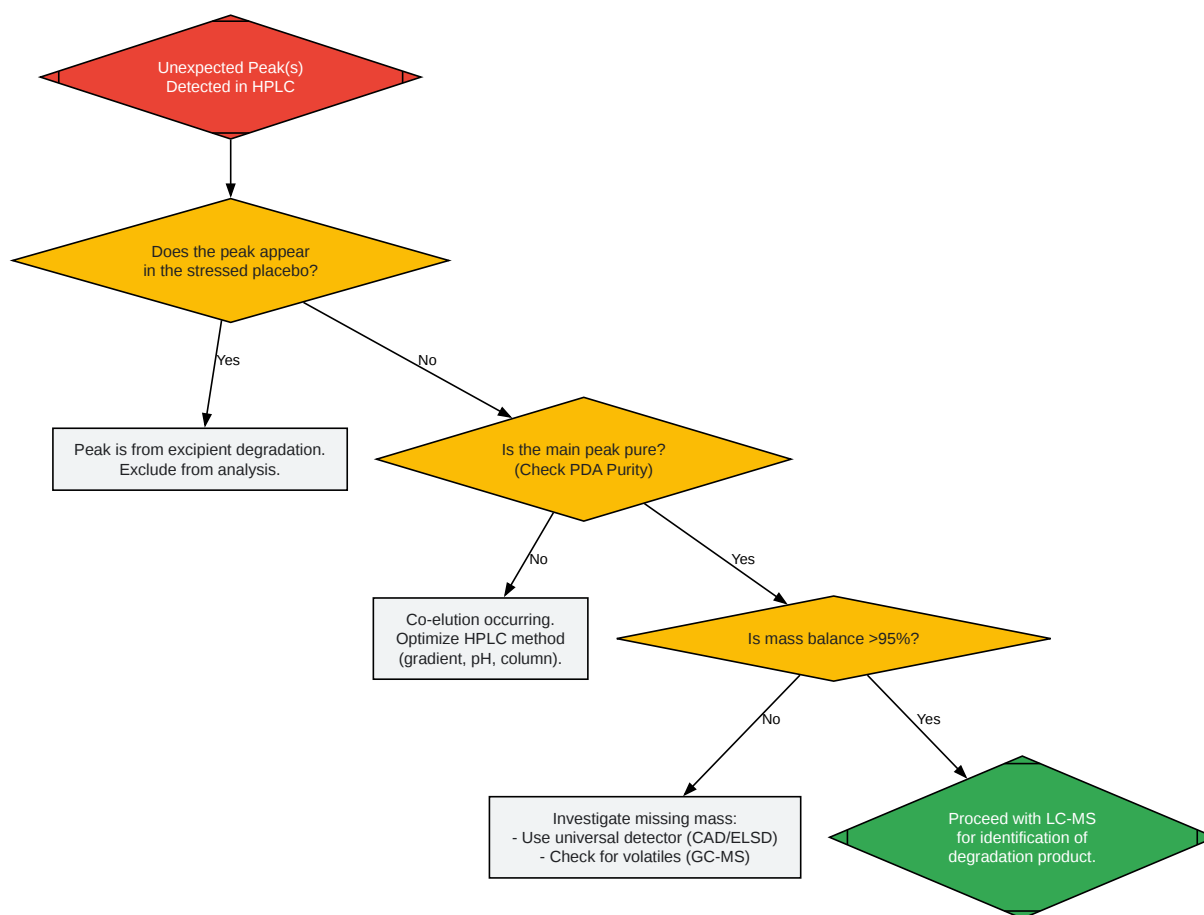 Unexpected Peak(s)
Detected in HPLC
Does the peak appear
in the stressed placebo?
Yes
No
Peak is from excipient degradation.
Exclude from analysis.
Is the main peak pure?
(Check PDA Purity)
No
Yes
Co-elution occurring.
Optimize HPLC method
(gradient, pH, column).
Is mass balance >95%?
No
Yes
Investigate missing mass:
- Use universal detector (CAD/ELSD)
- Check for volatiles (GC-MS)
Proceed with LC-MS
for identification of
degradation product.